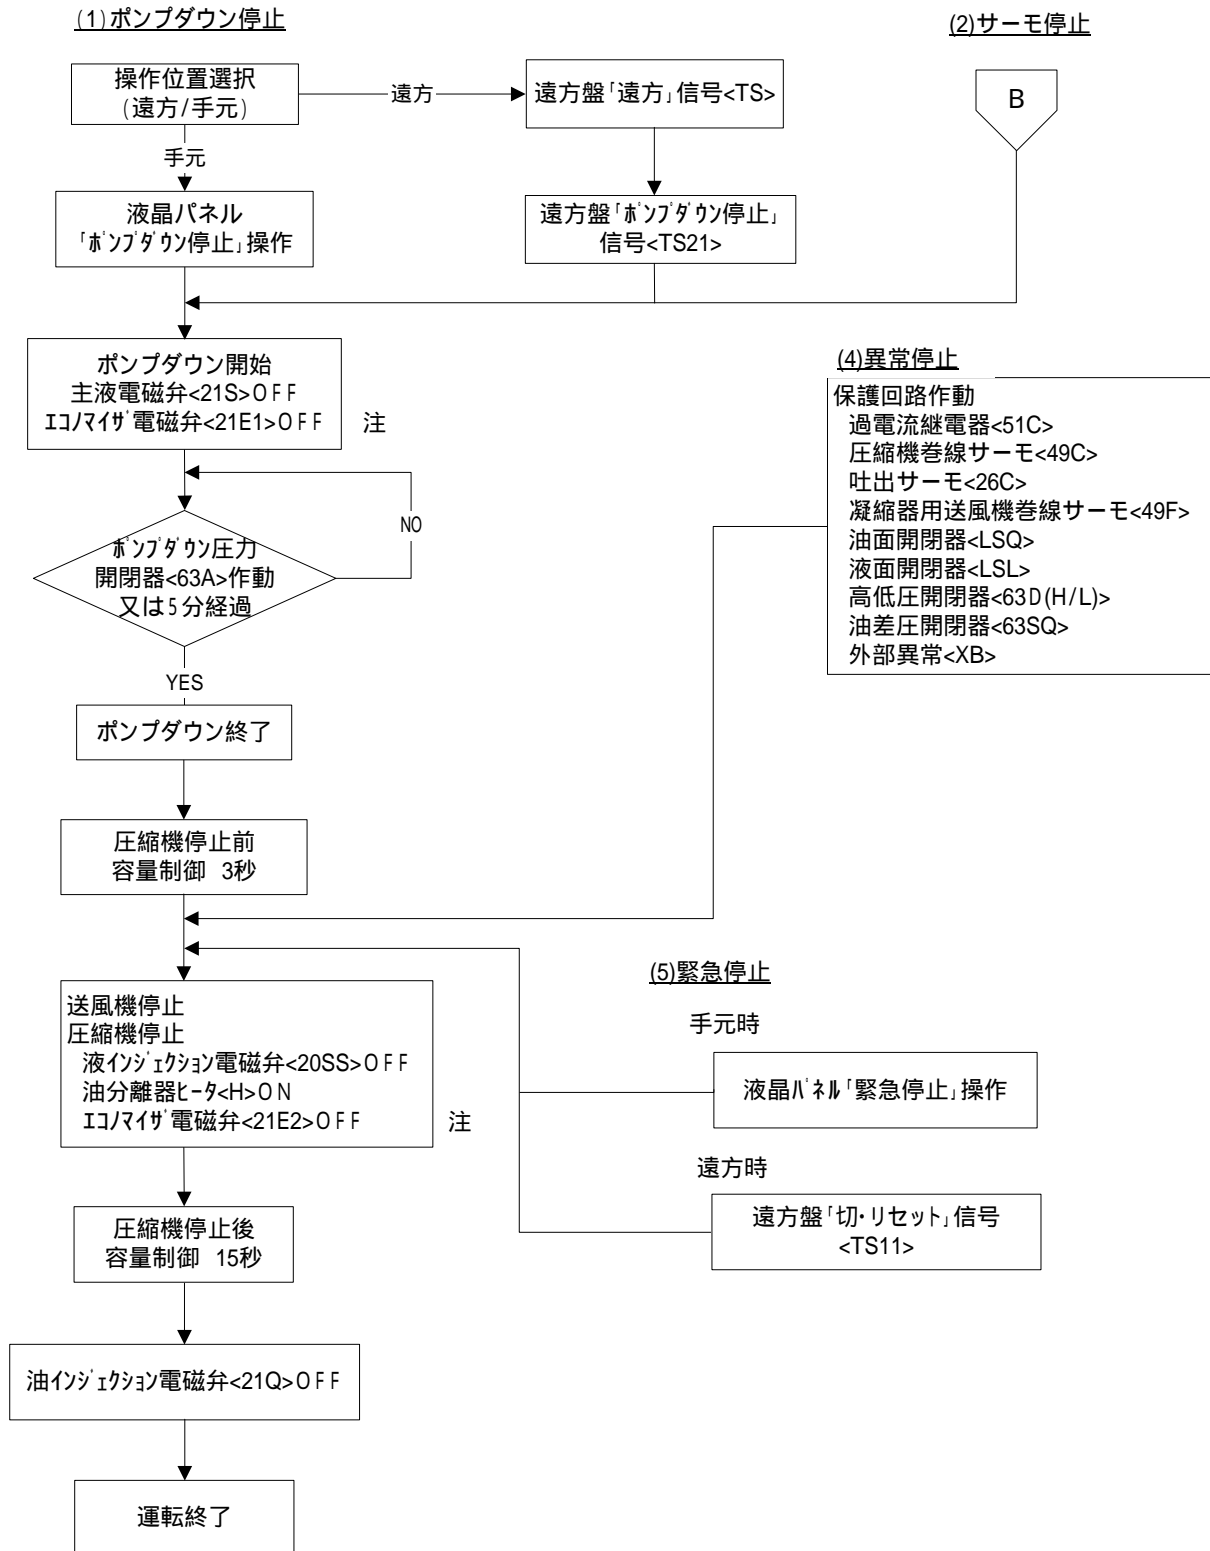 (1)ポンプダウン停止
(2)サーモ停止
操作位置選択
(遠方/手元)
遠方
遠方盤「遠方」信号<TS>
B
手元
液晶パネル
「ﾎﾟﾝﾌﾟﾀﾞｳﾝ停止」操作
遠方盤「ﾎﾟﾝﾌﾟﾀﾞｳﾝ停止」
信号<TS21>
ポンプダウン開始
主液電磁弁<21S>OFF
ｴｺﾉﾏｲｻﾞ電磁弁<21E1>OFF
注
(4)異常停止
保護回路作動
過電流継電器<51C>
圧縮機巻線サーモ<49C>
吐出サーモ<26C>
凝縮器用送風機巻線サーモ<49F>
油面開閉器<LSQ>
液面開閉器<LSL>
高低圧開閉器<63D(H/L)>
油差圧開閉器<63SQ>
外部異常<XB>
ﾎﾟﾝﾌﾟﾀﾞｳﾝ圧力
開閉器<63A>作動
又は5分経過
NO
YES
ポンプダウン終了
圧縮機停止前
容量制御 3秒
送風機停止
圧縮機停止
液ｲﾝｼﾞｪｸｼｮﾝ電磁弁<20SS>OFF
油分離器ﾋｰﾀ<H>ON
ｴｺﾉﾏｲｻﾞ電磁弁<21E2>OFF
注
(5)緊急停止
手元時
液晶ﾊﾟﾈﾙ「緊急停止」操作
遠方時
遠方盤「切・リセット」信号
<TS11>
圧縮機停止後
容量制御 15秒
油ｲﾝｼﾞｪｸｼｮﾝ電磁弁<21Q>OFF
運転終了